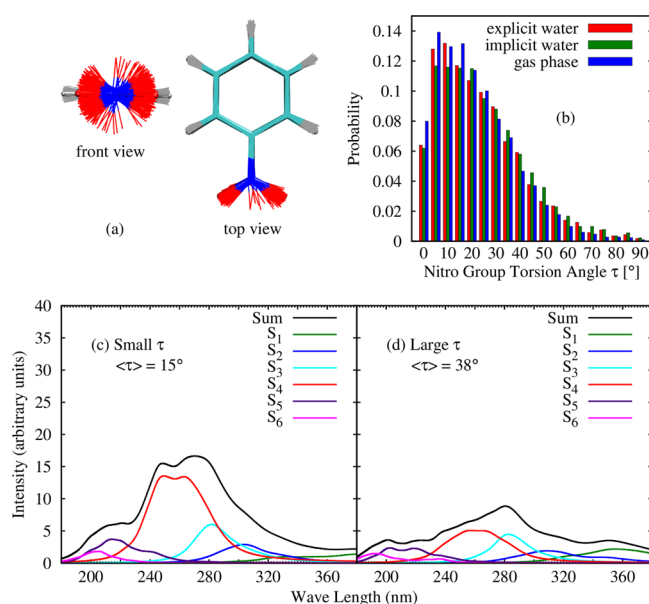 front view
top view
(a)
0.14
0.12
0.10
0.08
0.06
0.04
0.02
0
Probability
explicit water
implicit water
gas phase
(b)
0 10 20 30 40 50 60 70 80 90
Nitro Group Torsion Angle τ [°]
40
35
30
25
20
15
10
5
0
Intensity (arbitrary units)
(c) Small τ
<τ> = 15°
Sum
S1
S2
S3
S4
S5
S6
200 240 280 320 360
(d) Large τ
<τ> = 38°
Sum
S1
S2
S3
S4
S5
S6
200 240 280 320 360
Wave Length (nm)